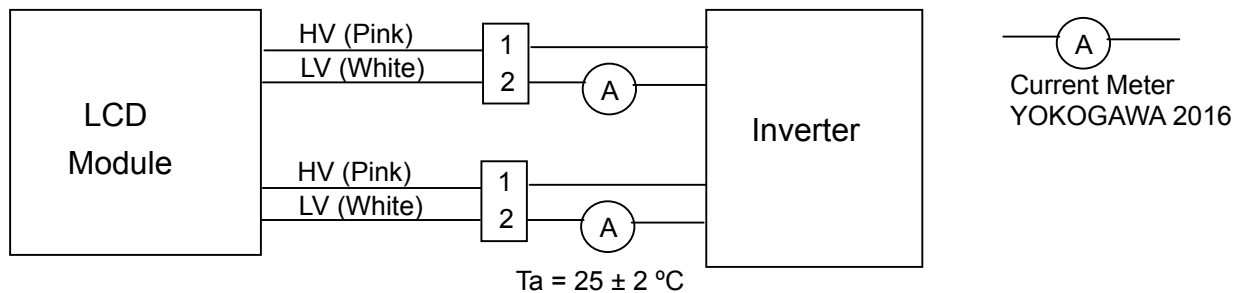 HV (Pink)
1
LV (White)
2
A
LCD
Module
Inverter
A
Current Meter
YOKOGAWA 2016
HV (Pink)
1
LV (White)
2
A
Ta = 25 ± 2 ºC